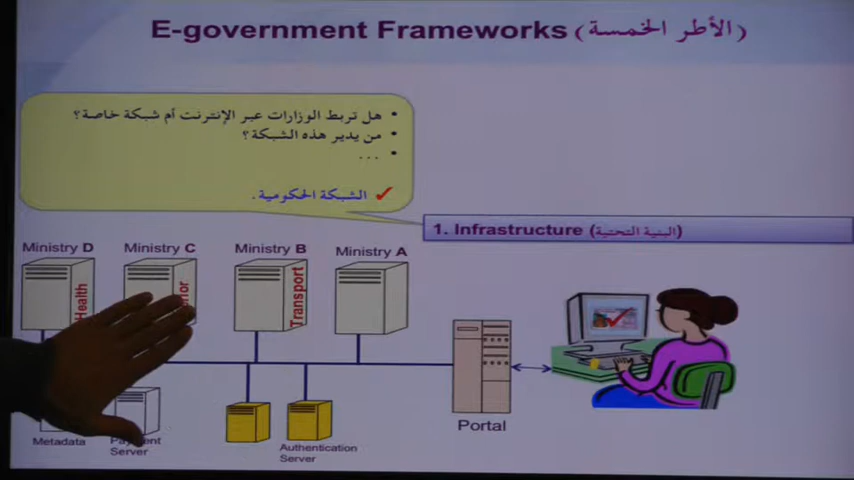 E-government Frameworks (الأطر الخمسة)
• هل تربط الوزارات عبر الإنترنت أم شبكة خاصة؟
• من يدير هذه الشبكة؟
• ...
✓ الشبكة الحكومية.
1. Infrastructure (البنية التحتية)
Ministry D
Ministry C
Ministry B
Ministry A
Health
Transport
Portal
Metadata
Server
Authentication
Server